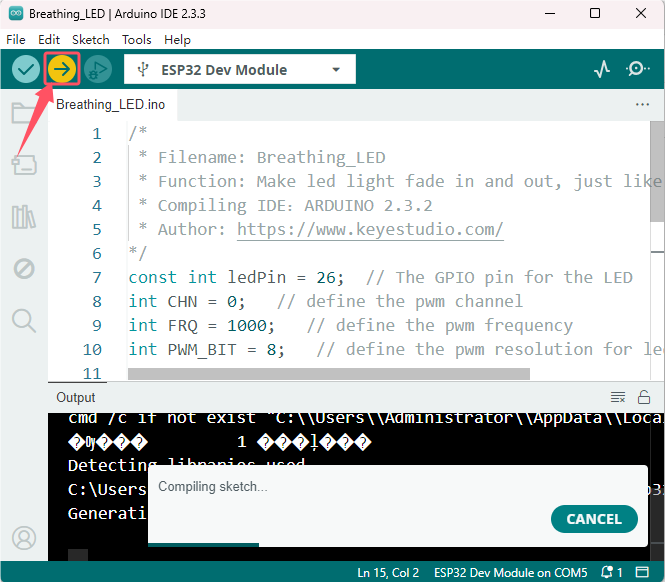 Breathing_LED | Arduino IDE 2.3.3
File Edit Sketch Tools Help
ESP32 Dev Module
Breathing_LED.ino
1 /*
2 * Filename: Breathing_LED
3 * Function: Make led light fade in and out, just like
4 * Compiling IDE：ARDUINO 2.3.2
5 * Author: https://www.keyestudio.com/
6 */
7 const int ledPin = 26; // The GPIO pin for the LED
8 int CHN = 0; // define the pwm channel
9 int FRQ = 1000; // define the pwm frequency
10 int PWM_BIT = 8; // define the pwm resolution for le
11
Output
cmd /c if not exist "C:\\Users\\Administrator\\AppData\\Loca
1
Detecting libraries used
C:\Users
Generati
Compiling sketch...
CANCEL
Ln 15, Col 2 ESP32 Dev Module on COM5 1